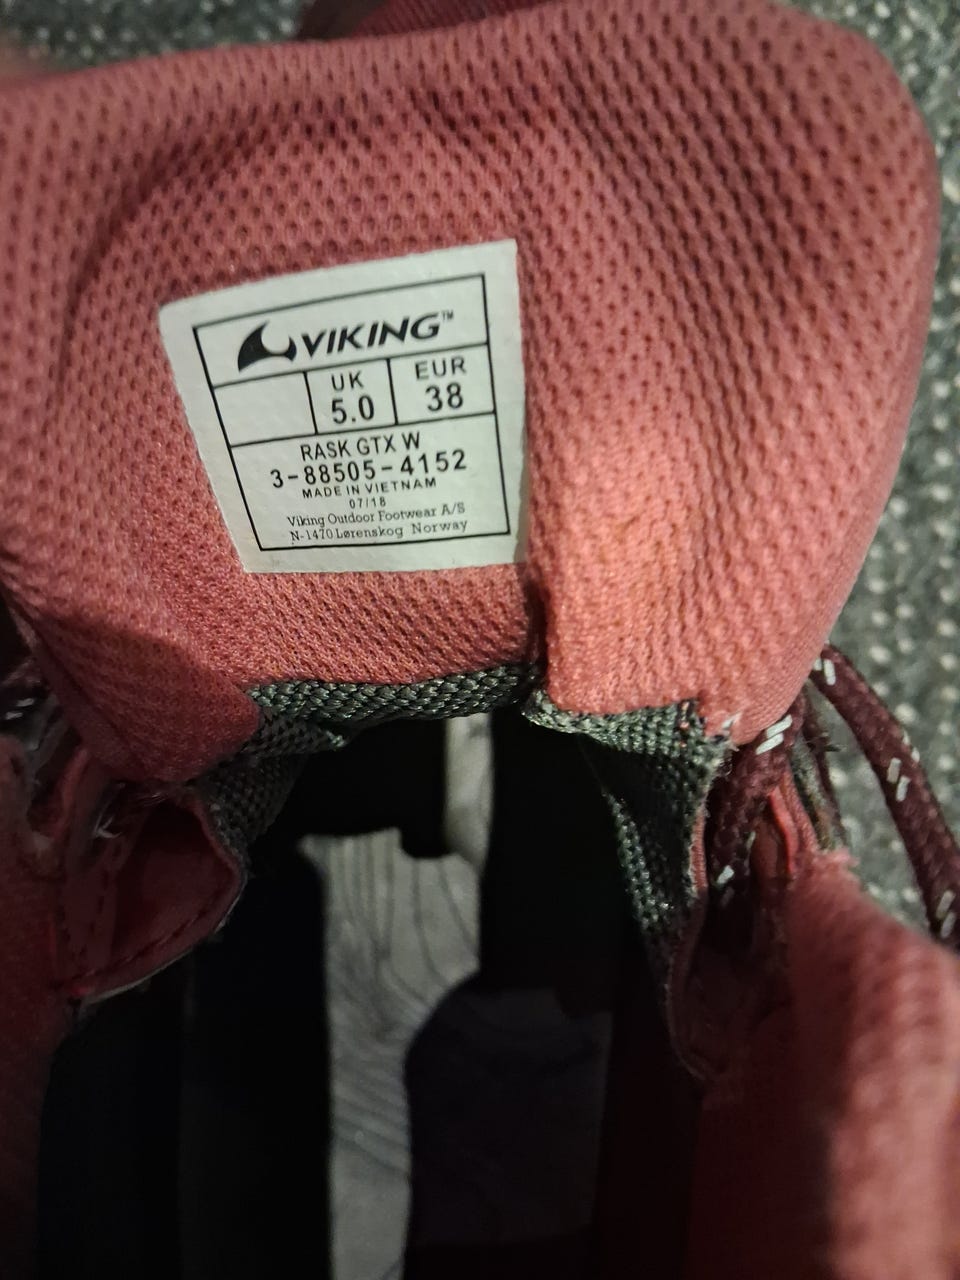 VIKING™
UK EUR
5.0 38
RASK GTX W
3-88505-4152
MADE IN VIETNAM
07/18
Viking Outdoor Footwear A/S
N-1470 Lørenskog Norway